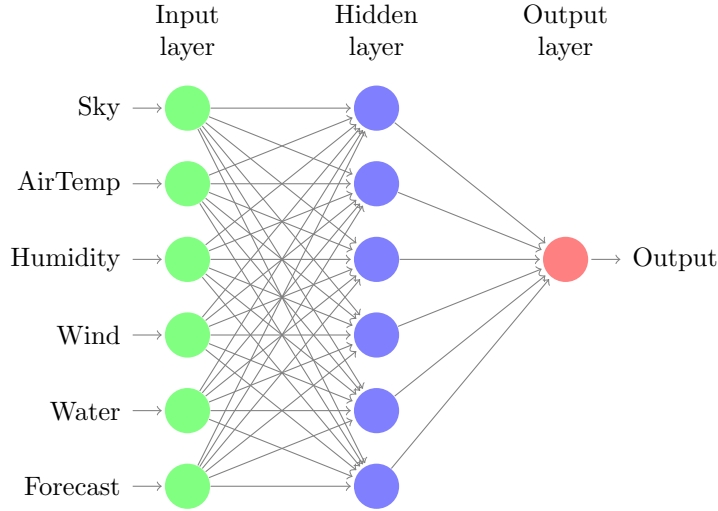 Input
layer
Hidden
layer
Output
layer
Sky
AirTemp
Humidity
Wind
Water
Forecast
Output